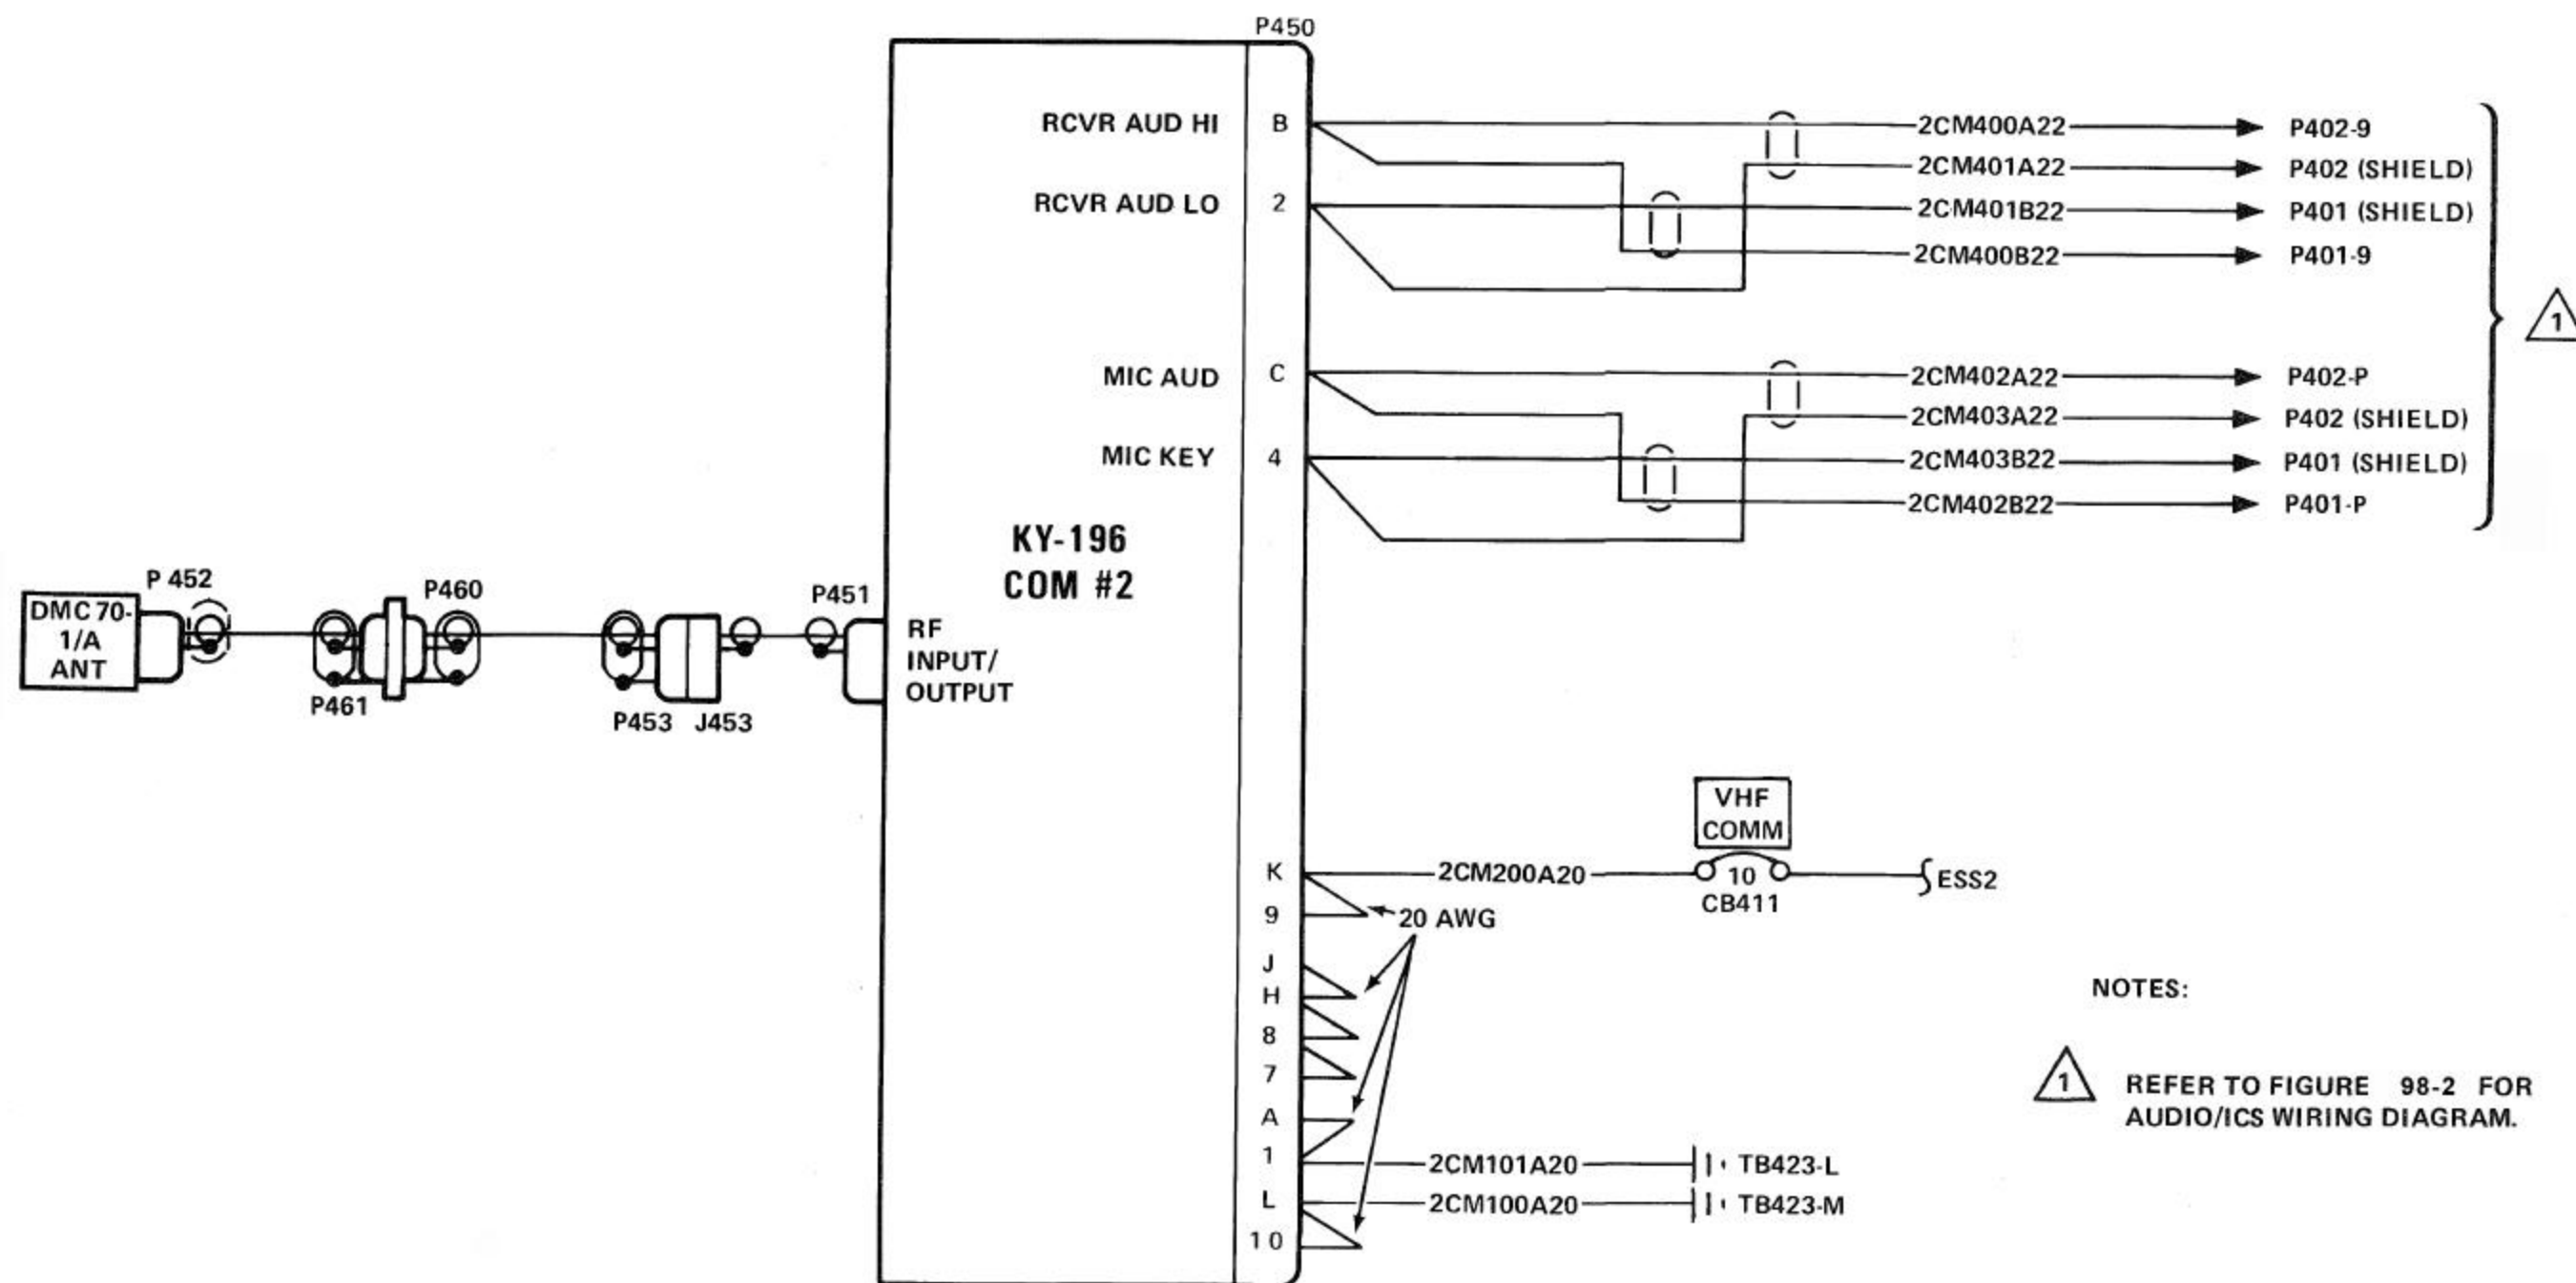 P450
RCVR AUD HI B 2CM400A22 P402-9
2CM401A22 P402 (SHIELD)
RCVR AUD LO 2 2CM401B22 P401 (SHIELD)
2CM400B22 P401-9
1
MIC AUD C 2CM402A22 P402-P
2CM403A22 P402 (SHIELD)
MIC KEY 4 2CM403B22 P401 (SHIELD)
2CM402B22 P401-P
KY-196
COM #2
DMC 70-
1/A
ANT
P 452
P461
P460
P453 J453
P451
RF
INPUT/
OUTPUT
VHF
COMM
K 2CM200A20 10 ESS2
CB411
9 20 AWG
J
H
8
7
A
1 2CM101A20 TB423-L
L 2CM100A20 TB423-M
10
NOTES:
1 REFER TO FIGURE 98-2 FOR
AUDIO/ICS WIRING DIAGRAM.